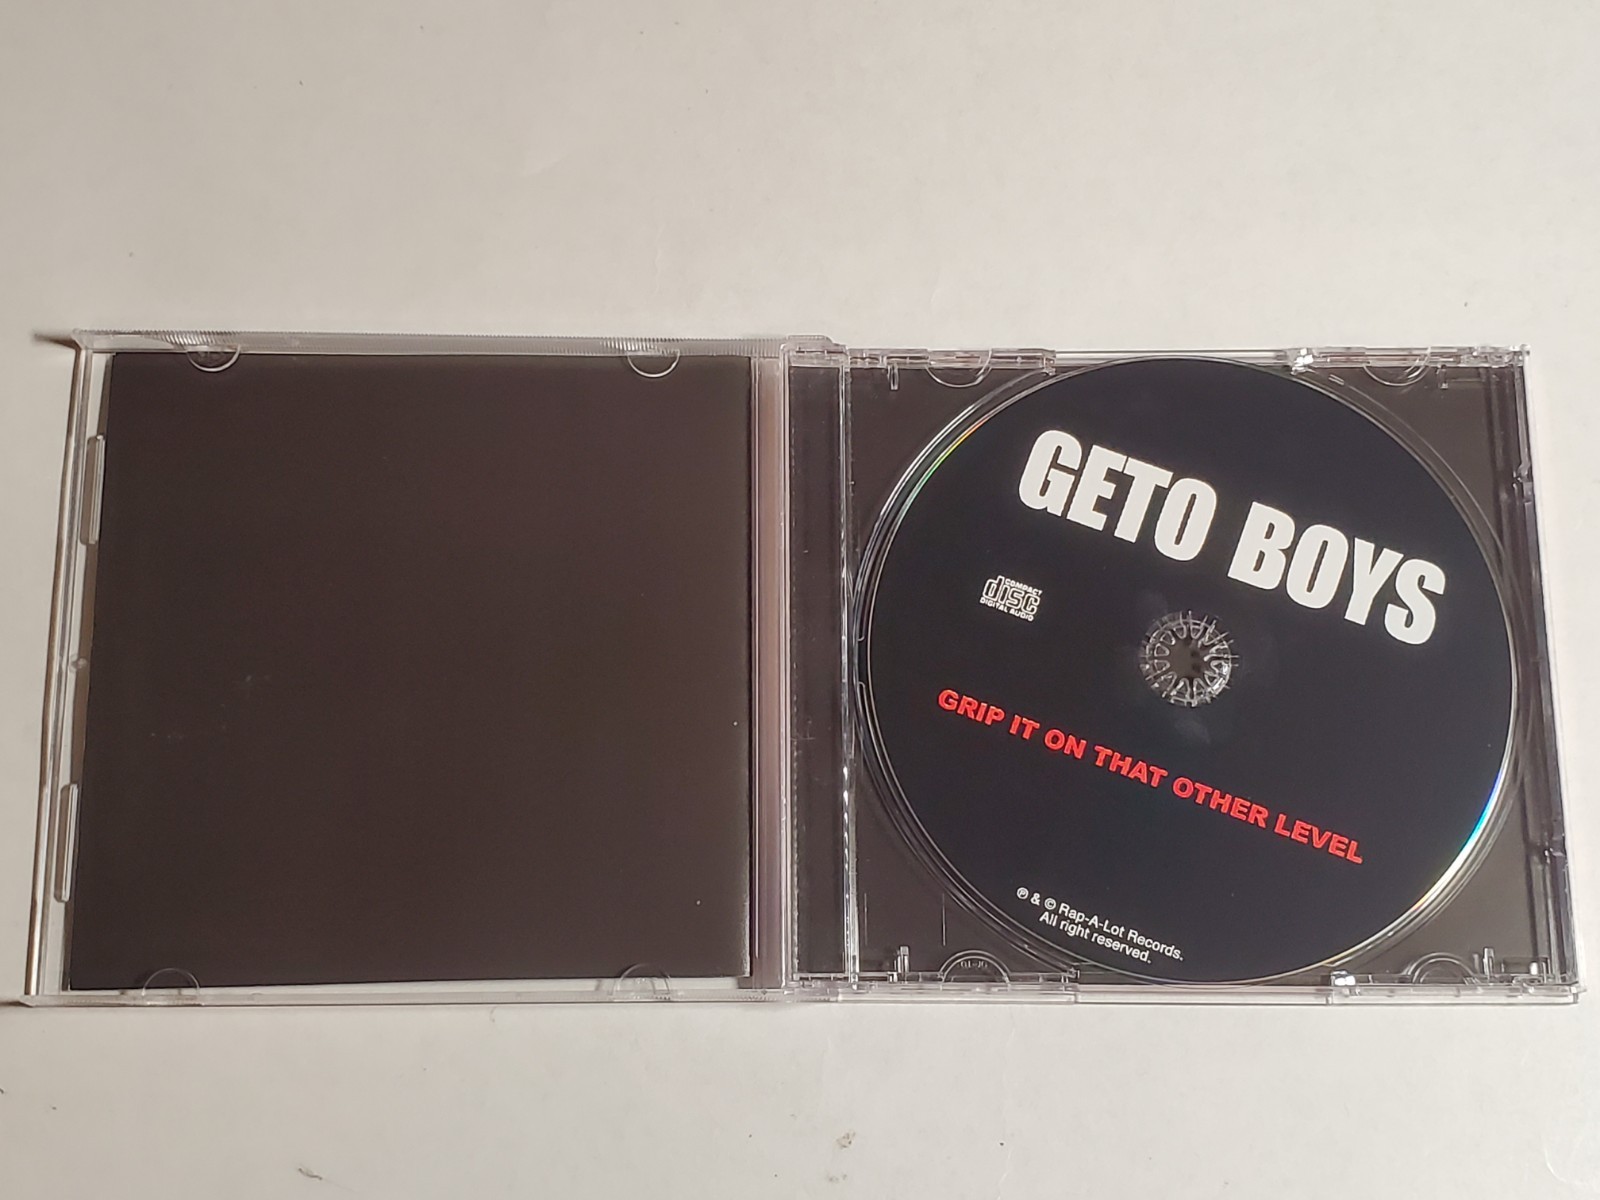 GETO BOYS
COMPACT
disc
DIGITAL AUDIO
GRIP IT ON THAT OTHER LEVEL
℗ & © Rap-A-Lot Records.
All right reserved.